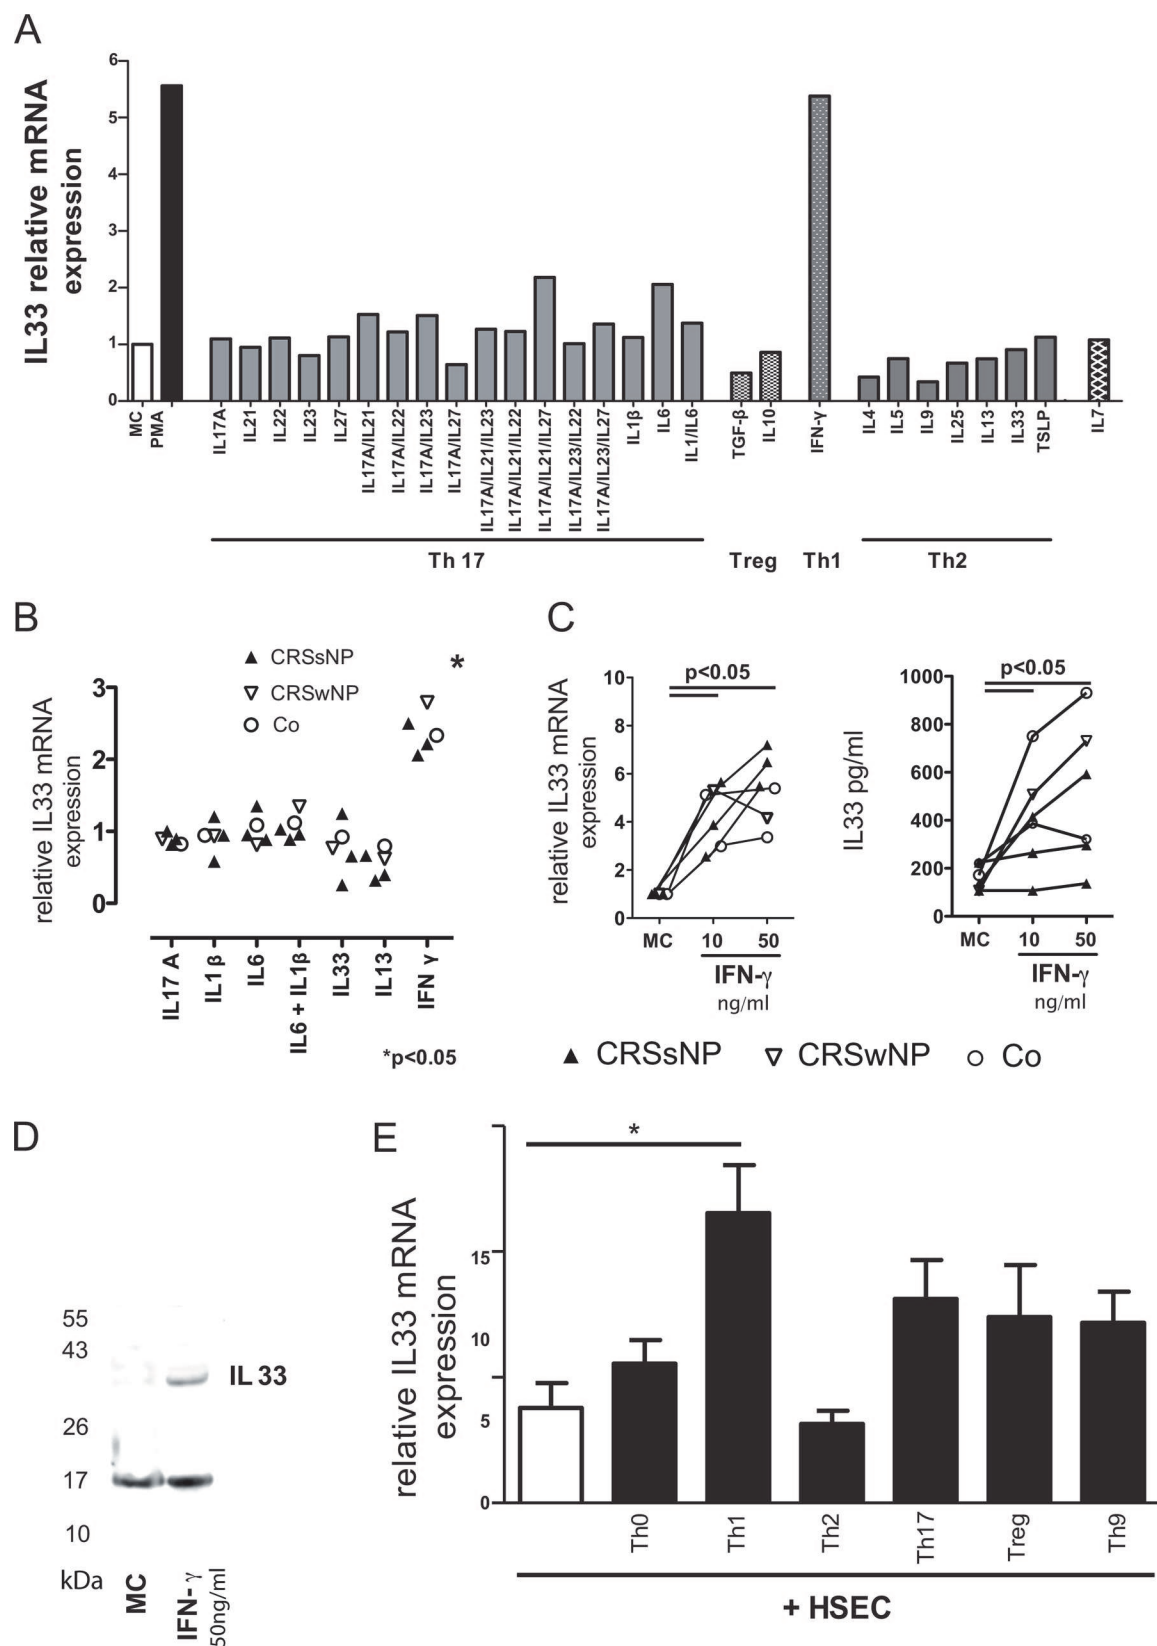 A
IL33 relative mRNA
expression
6
5
4
3
2
1
0
MC
PMA
IL17A
IL21
IL22
IL23
IL27
IL17A/IL21
IL17A/IL22
IL17A/IL23
IL17A/IL27
IL17A/IL21/IL23
IL17A/IL21/IL22
IL17A/IL21/IL27
IL17A/IL23/IL22
IL17A/IL23/IL27
IL1β
IL6
IL1/IL6
TGF-β
IL10
IFN-γ
IL4
IL5
IL9
IL25
IL13
IL33
TSLP
IL7
Th 17
Treg
Th1
Th2
B
relative IL33 mRNA
expression
3
2
1
0
CRSsNP
CRSwNP
Co
*
IL17 A
IL1 β
IL6
IL6 + IL1β
IL33
IL13
IFN γ
*p<0.05
C
relative IL33 mRNA
expression
10
8
6
4
2
0
p<0.05
MC
10
50
IFN-γ
ng/ml
IL33 pg/ml
1000
800
600
400
200
0
p<0.05
MC
10
50
IFN-γ
ng/ml
CRSsNP
CRSwNP
Co
D
55
43
26
17
10
kDa
IL 33
MC
IFN- γ
50ng/ml
E
relative IL33 mRNA
expression
15
10
5
0
*
Th0
Th1
Th2
Th17
Treg
Th9
+ HSEC